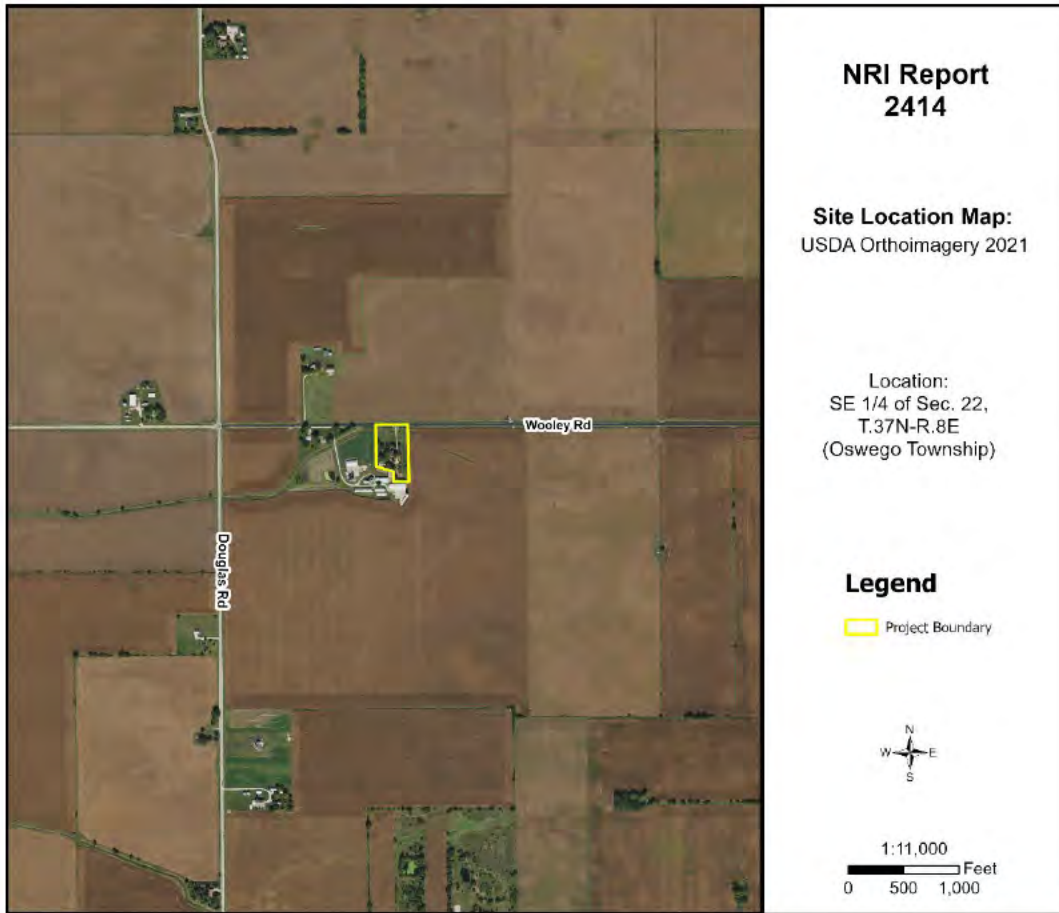 NRI Report
2414
Site Location Map:
USDA Orthoimagery 2021
Location:
SE 1/4 of Sec. 22,
T.37N-R.8E
(Oswego Township)
Wooley Rd
Douglas Rd
Legend
Project Boundary
N
W E
S
1:11,000
Feet
0 500 1,000